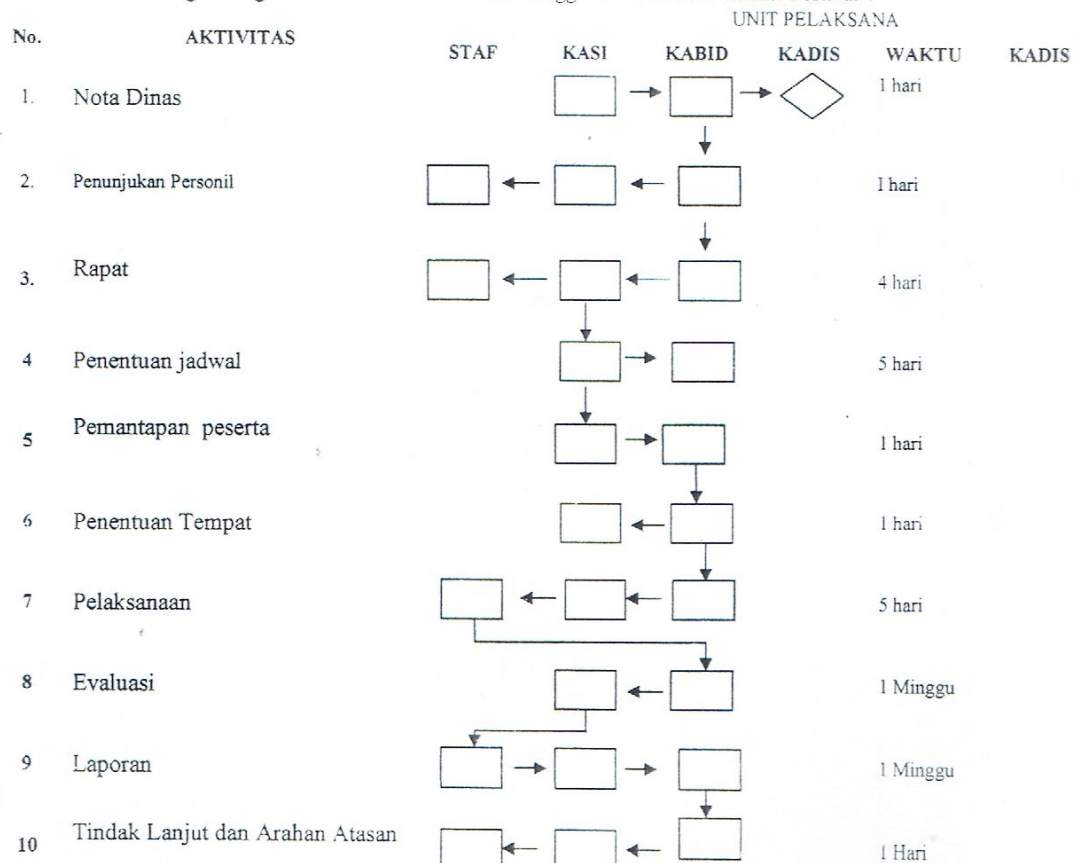 UNIT PELAKSANA
No. AKTIVITAS STAF KASI KABID KADIS WAKTU KADIS
1. Nota Dinas 1 hari
2. Penunjukan Personil 1 hari
3. Rapat 4 hari
4 Penentuan jadwal 5 hari
5 Pemantapan peserta 1 hari
6 Penentuan Tempat 1 hari
7 Pelaksanaan 5 hari
8 Evaluasi 1 Minggu
9 Laporan 1 Minggu
10 Tindak Lanjut dan Arahan Atasan 1 Hari